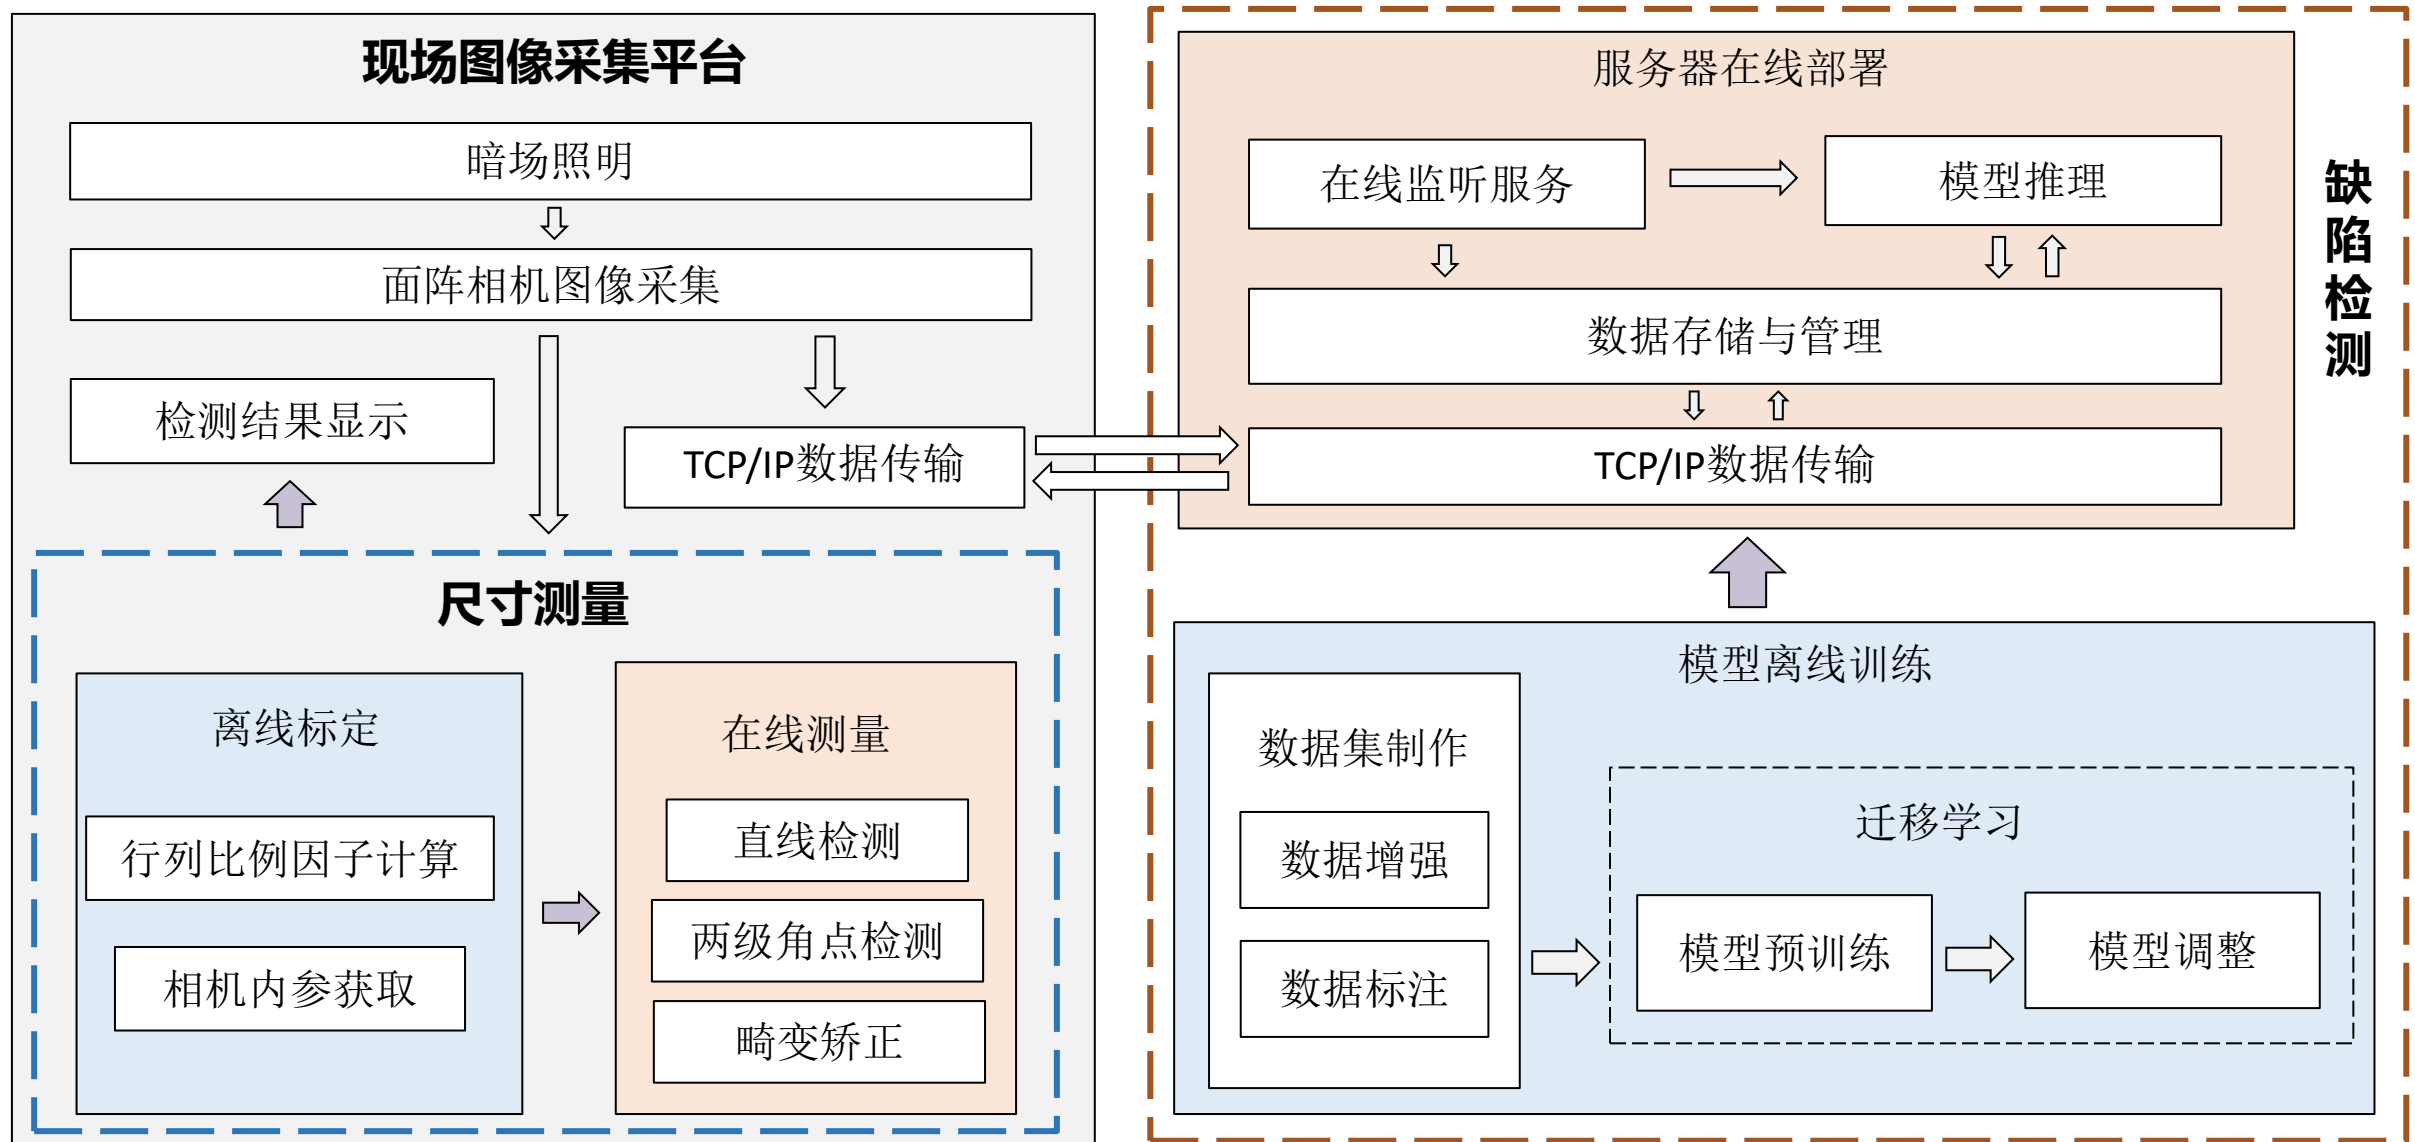 现场图像采集平台
暗场照明
面阵相机图像采集
检测结果显示
TCP/IP数据传输
尺寸测量
离线标定
行列比例因子计算
相机内参获取
在线测量
直线检测
两级角点检测
畸变矫正
缺陷检测
服务器在线部署
在线监听服务
模型推理
数据存储与管理
TCP/IP数据传输
模型离线训练
数据集制作
数据增强
数据标注
迁移学习
模型预训练
模型调整